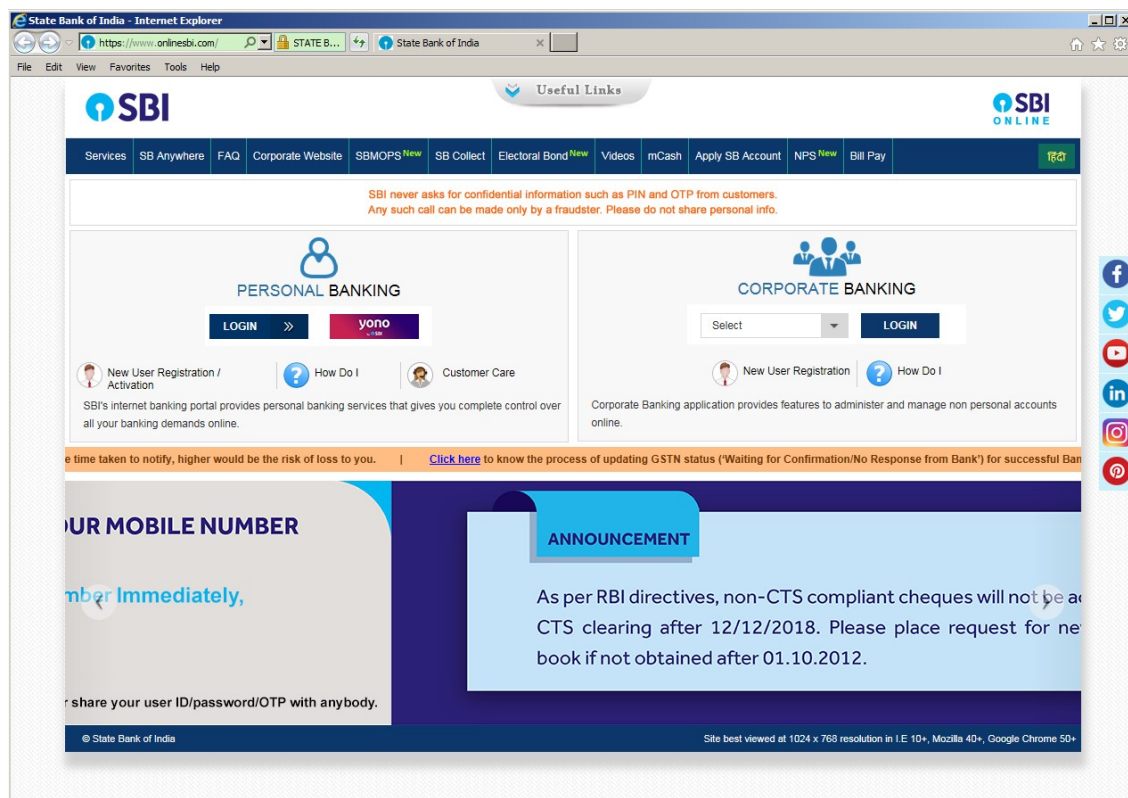 State Bank of India - Internet Explorer
https://www.onlinesbi.com/ STATE B... State Bank of India
File Edit View Favorites Tools Help
Useful Links
SBI
SBI
ONLINE
Services SB Anywhere FAQ Corporate Website SBMOPS New SB Collect Electoral Bond New Videos mCash Apply SB Account NPS New Bill Pay हिंदी
SBI never asks for confidential information such as PIN and OTP from customers.
Any such call can be made only by a fraudster. Please do not share personal info.
PERSONAL BANKING
LOGIN
yono
New User Registration /
Activation
How Do I
Customer Care
SBI's internet banking portal provides personal banking services that gives you complete control over
all your banking demands online.
CORPORATE BANKING
Select
LOGIN
New User Registration
How Do I
Corporate Banking application provides features to administer and manage non personal accounts
online.
e time taken to notify, higher would be the risk of loss to you. | Click here to know the process of updating GSTN status (‘Waiting for Confirmation/No Response from Bank’) for successful Ban
OUR MOBILE NUMBER
mber Immediately,
r share your user ID/password/OTP with anybody.
ANNOUNCEMENT
As per RBI directives, non-CTS compliant cheques will not be ac
CTS clearing after 12/12/2018. Please place request for ne
book if not obtained after 01.10.2012.
© State Bank of India
Site best viewed at 1024 x 768 resolution in I.E 10+, Mozilla 40+, Google Chrome 50+